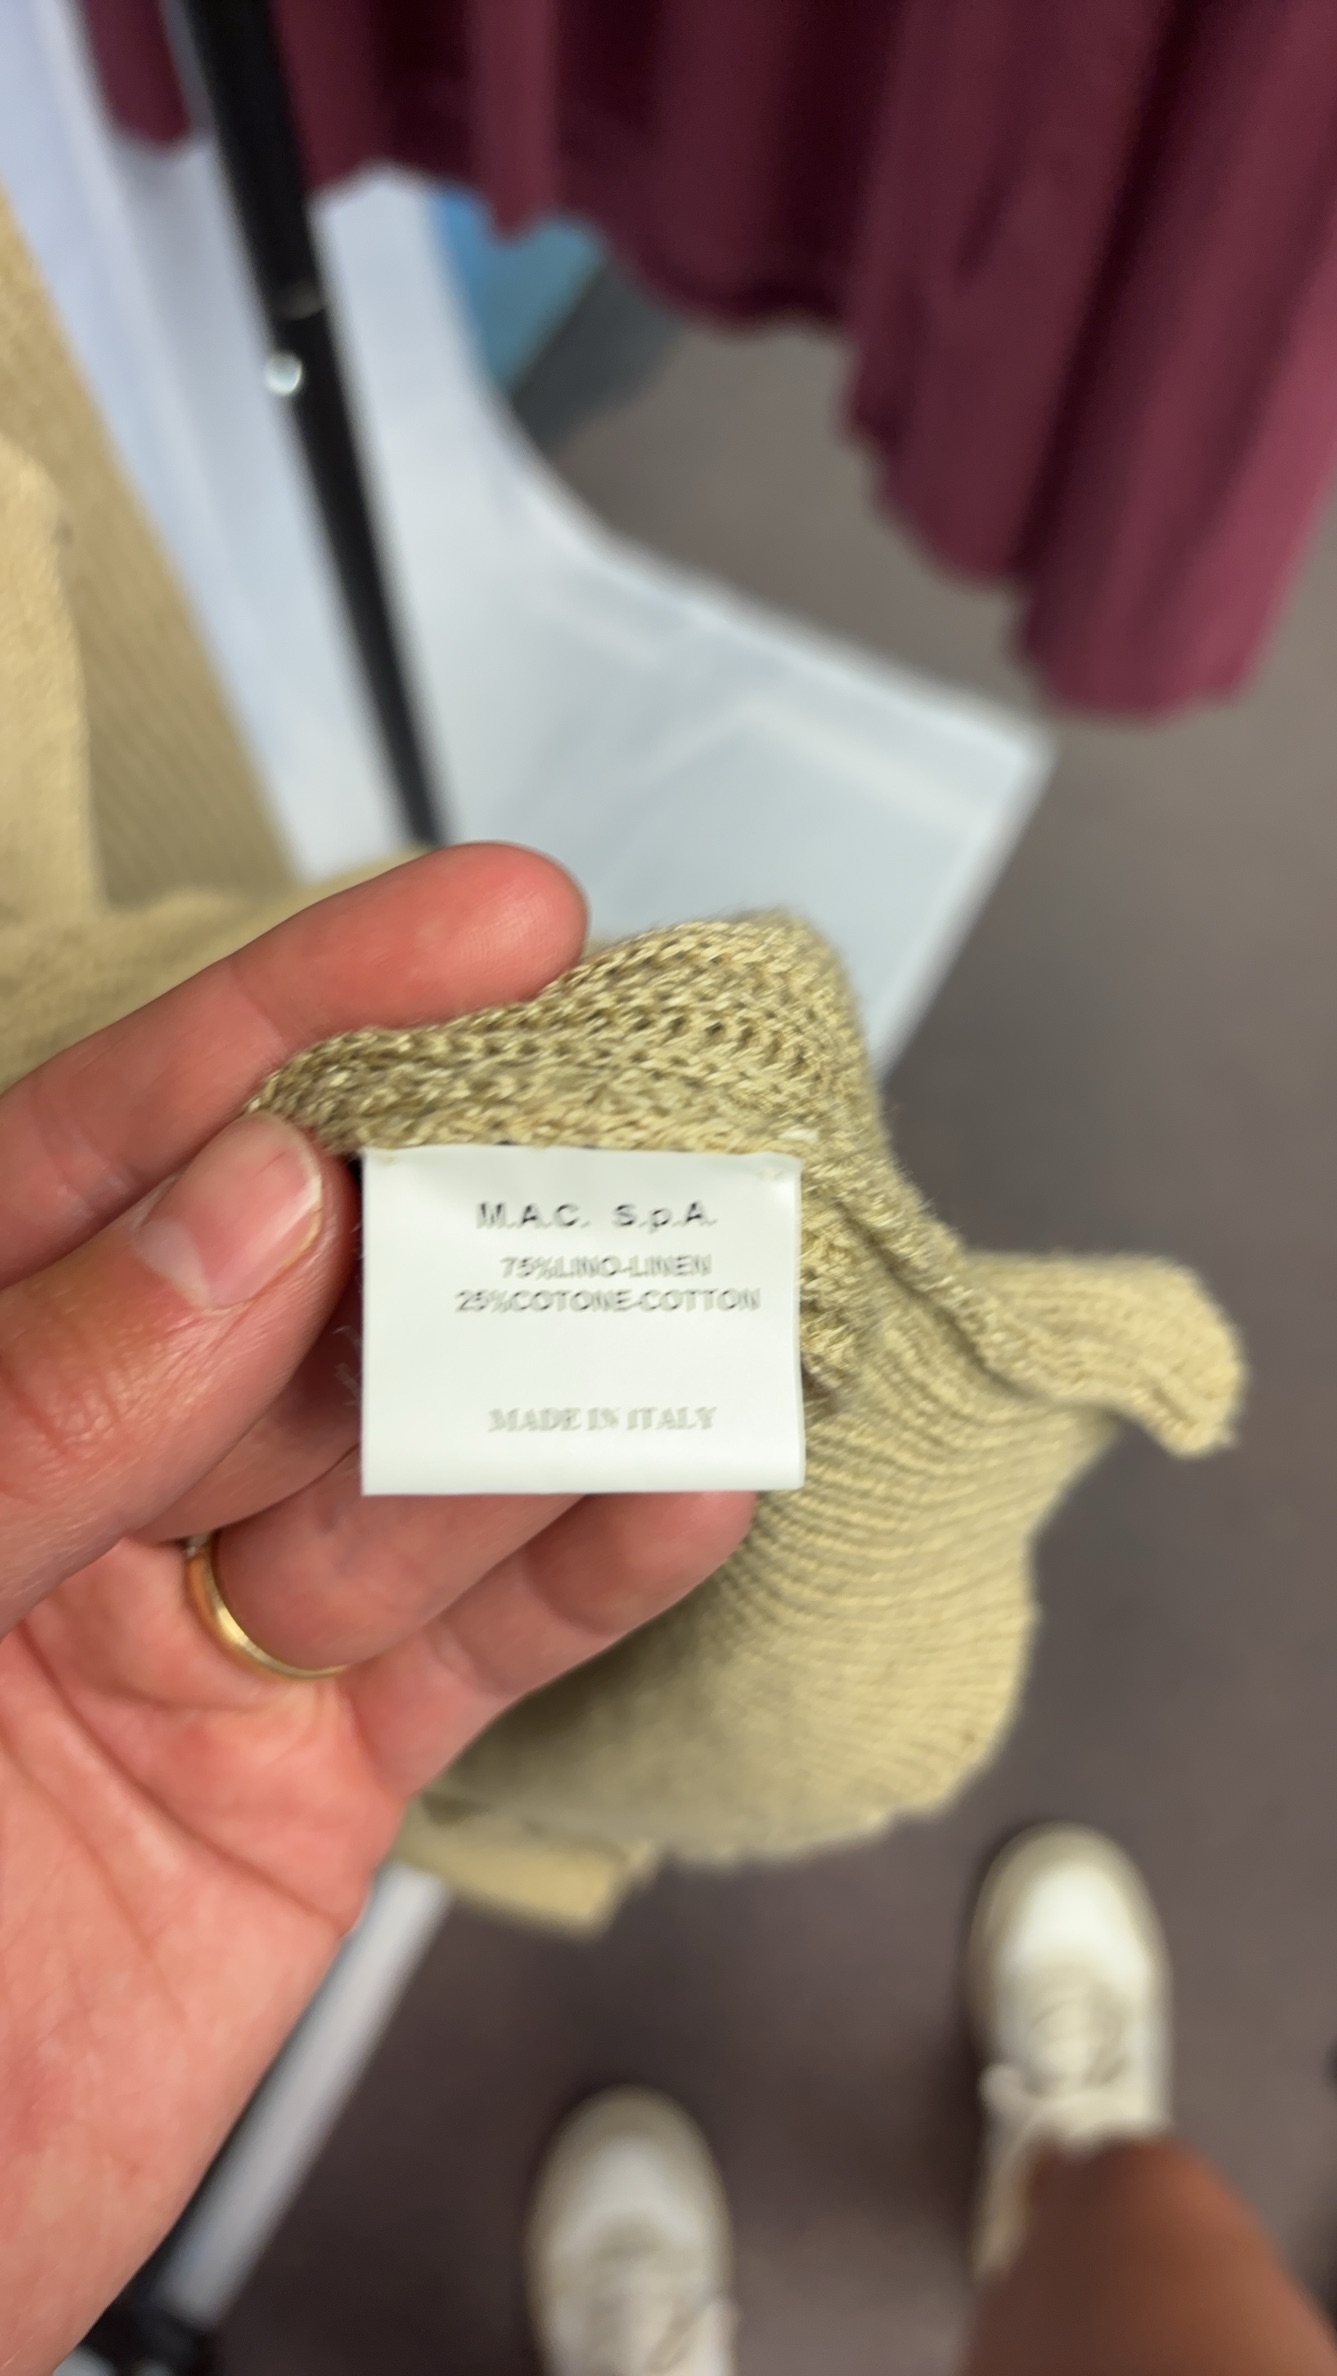 M.A.C. S.p.A.
75%LINO-LINEN
25%COTONE-COTTON
MADE IN ITALY